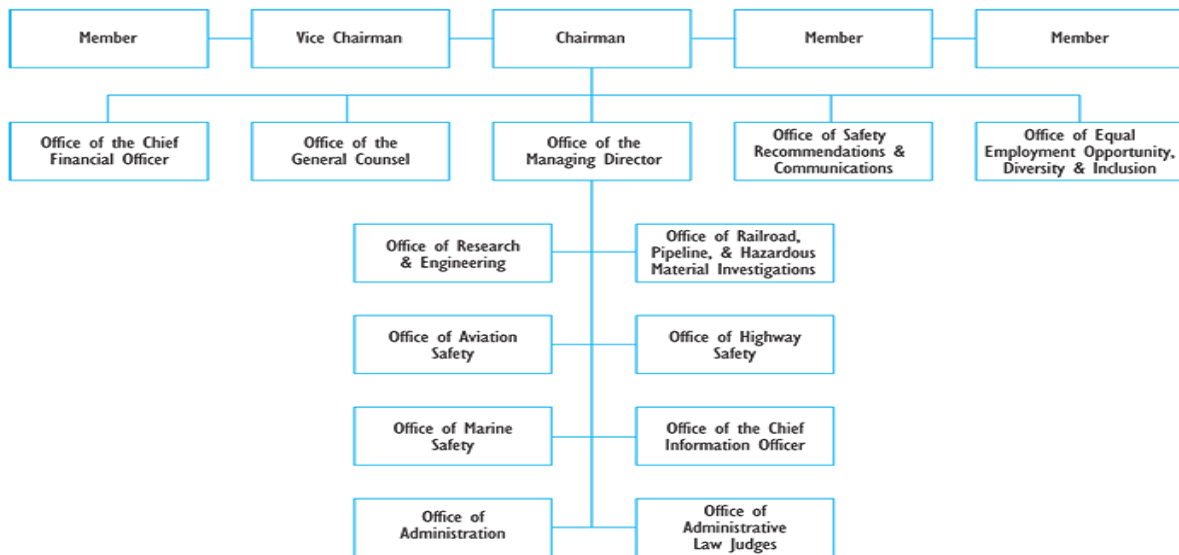 Member
Vice Chairman
Chairman
Member
Member
Office of the Chief
Financial Officer
Office of the
General Counsel
Office of the
Managing Director
Office of Safety
Recommendations &
Communications
Office of Equal
Employment Opportunity,
Diversity & Inclusion
Office of Research
& Engineering
Office of Railroad,
Pipeline, & Hazardous
Material Investigations
Office of Aviation
Safety
Office of Highway
Safety
Office of Marine
Safety
Office of the Chief
Information Officer
Office of
Administration
Office of
Administrative
Law Judges